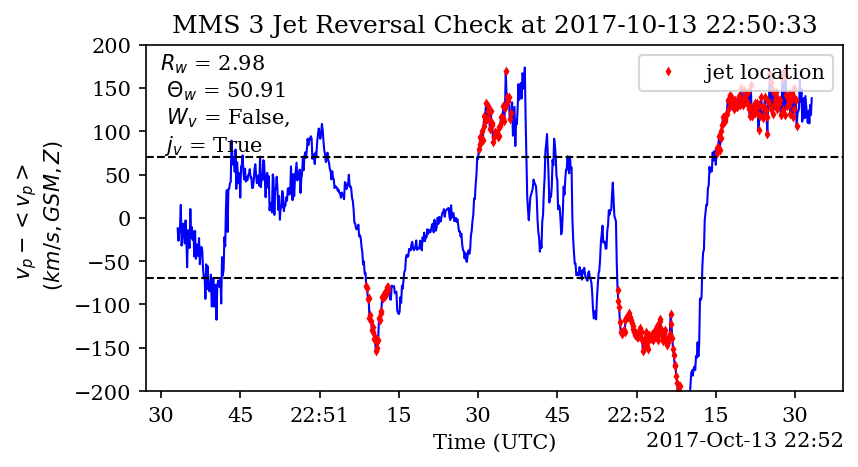 MMS 3 Jet Reversal Check at 2017-10-13 22:50:33
R_w = 2.98
Θ_w = 50.91
W_v = False,
j_v = True
jet location
v_p − < v_p >
(km/s, GSM, Z)
200
150
100
50
0
−50
−100
−150
−200
30 45 22:51 15 30 45 22:52 15 30
Time (UTC)
2017-Oct-13 22:52